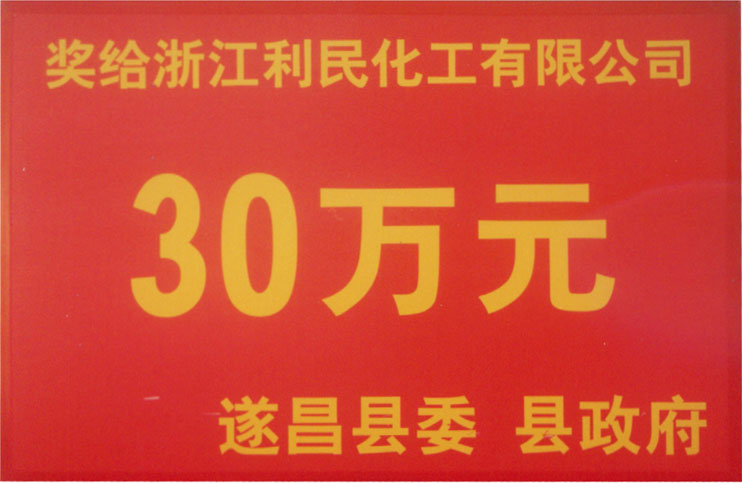 奖给浙江利民化工有限公司
30万元
遂昌县委 县政府